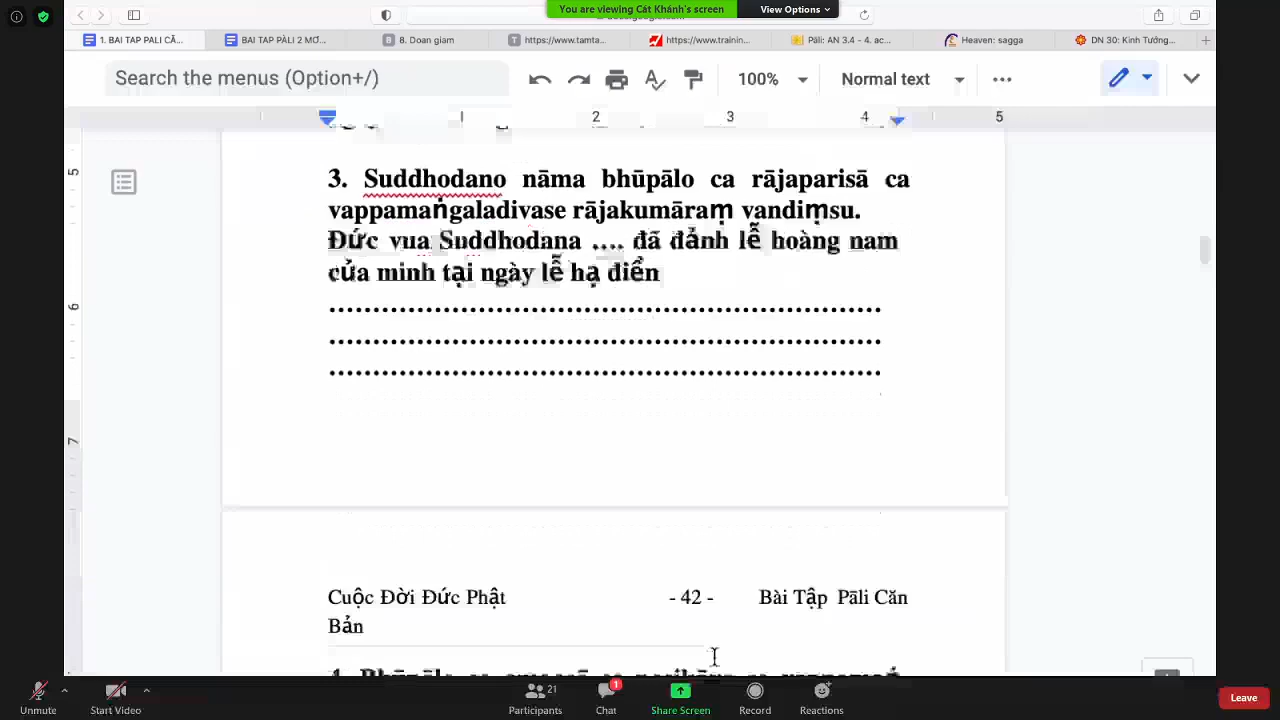 You are viewing Cát Khánh's screen
View Options
1. BAI TAP PALI CĂ...
BAI TAP PÀLI 2 MƠ...
8. Doan giam
https://www.tamta...
https://www.trainin...
Pāli: AN 3.4 - 4. ac...
Heaven: sagga
DN 30: Kinh Tướng...
Search the menus (Option+/)
100%
Normal text
1 2 3 4 5
5
6
7
3. Suddhodano nāma bhūpālo ca rājaparisā ca
vappamaṅgaladivase rājakumāraṃ vandiṃsu.
Đức vua Suddhodana .... đã đảnh lễ hoàng nam
của minh tại ngày lễ hạ điển
Cuộc Đời Đức Phật - 42 - Bài Tập Pāli Căn
Bản
Unmute
Start Video
21
Participants
1
Chat
Share Screen
Record
Reactions
Leave